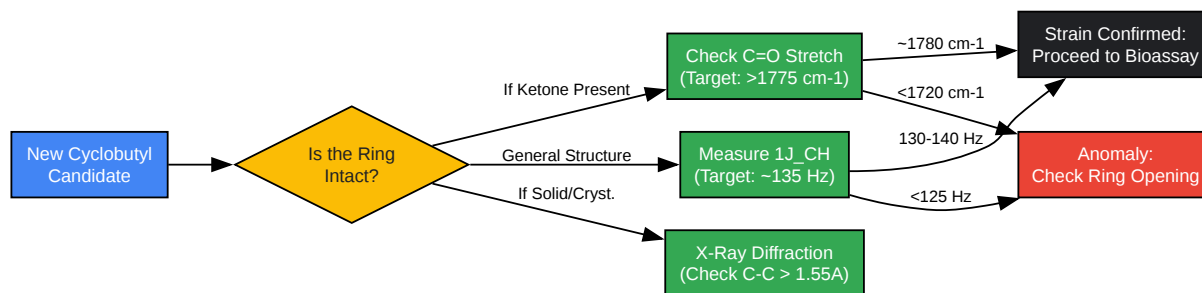 New Cyclobutyl
Candidate
Is the Ring
Intact?
If Ketone Present
General Structure
If Solid/Cryst.
Check C=O Stretch
(Target: >1775 cm-1)
Measure 1J_CH
(Target: ~135 Hz)
X-Ray Diffraction
(Check C-C > 1.55A)
~1780 cm-1
<1720 cm-1
130-140 Hz
<125 Hz
Strain Confirmed:
Proceed to Bioassay
Anomaly:
Check Ring Opening